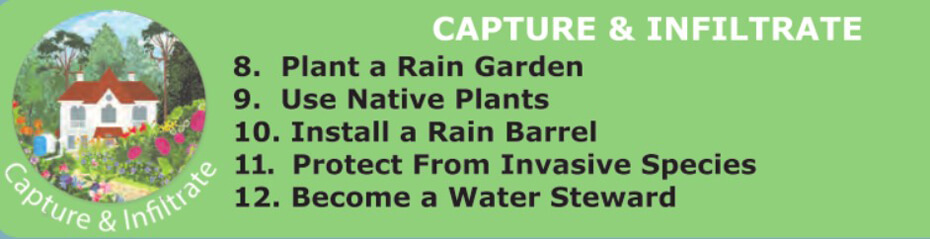 CAPTURE & INFILTRATE
8. Plant a Rain Garden
9. Use Native Plants
10. Install a Rain Barrel
11. Protect From Invasive Species
12. Become a Water Steward
Capture & Infiltrate